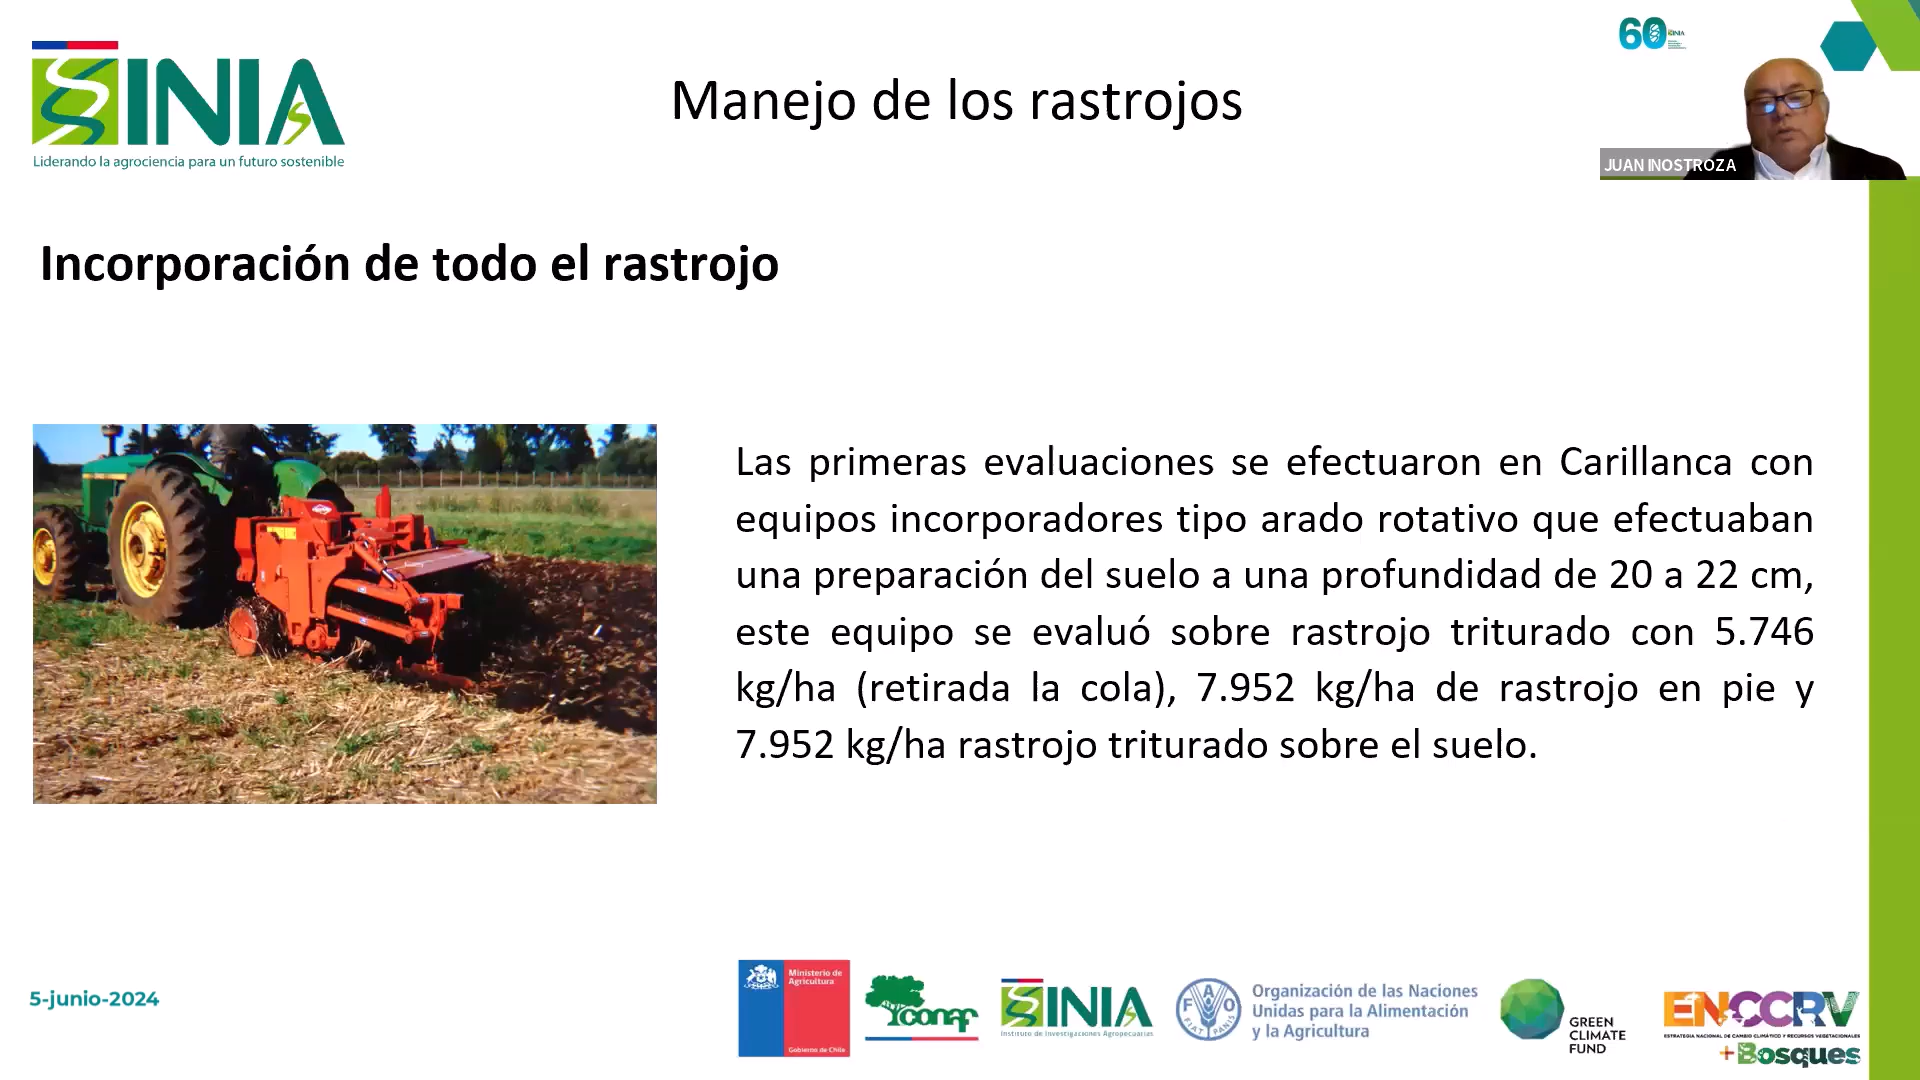 INIA
Liderando la agrociencia para un futuro sostenible
Manejo de los rastrojos
60
INIA
JUAN INOSTROZA
Incorporación de todo el rastrojo
Las primeras evaluaciones se efectuaron en Carillanca con
equipos incorporadores tipo arado rotativo que efectuaban
una preparación del suelo a una profundidad de 20 a 22 cm,
este equipo se evaluó sobre rastrojo triturado con 5.746
kg/ha (retirada la cola), 7.952 kg/ha de rastrojo en pie y
7.952 kg/ha rastrojo triturado sobre el suelo.
5-junio-2024
Ministerio de
Agricultura
Gobierno de Chile
conaf
INIA
Instituto de Investigaciones Agropecuarias
FAO
FIAT PANIS
Organización de las Naciones
Unidas para la Alimentación
y la Agricultura
GREEN
CLIMATE
FUND
ENCCRV
ESTRATEGIA NACIONAL DE CAMBIO CLIMÁTICO Y RECURSOS VEGETACIONALES
+Bosques